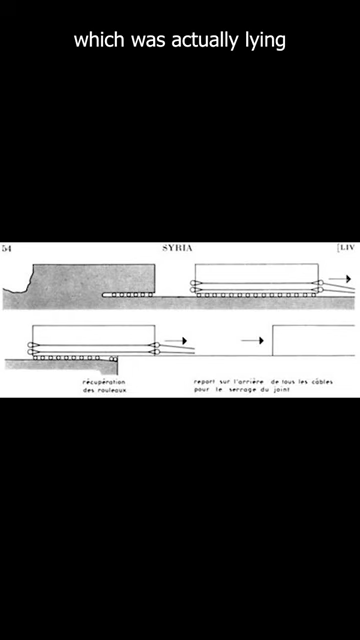 which was actually lying
54 SYRIA [LIV
récupération
des rouleaux
report sur l'arrière de tous les câbles
pour le serrage du joint